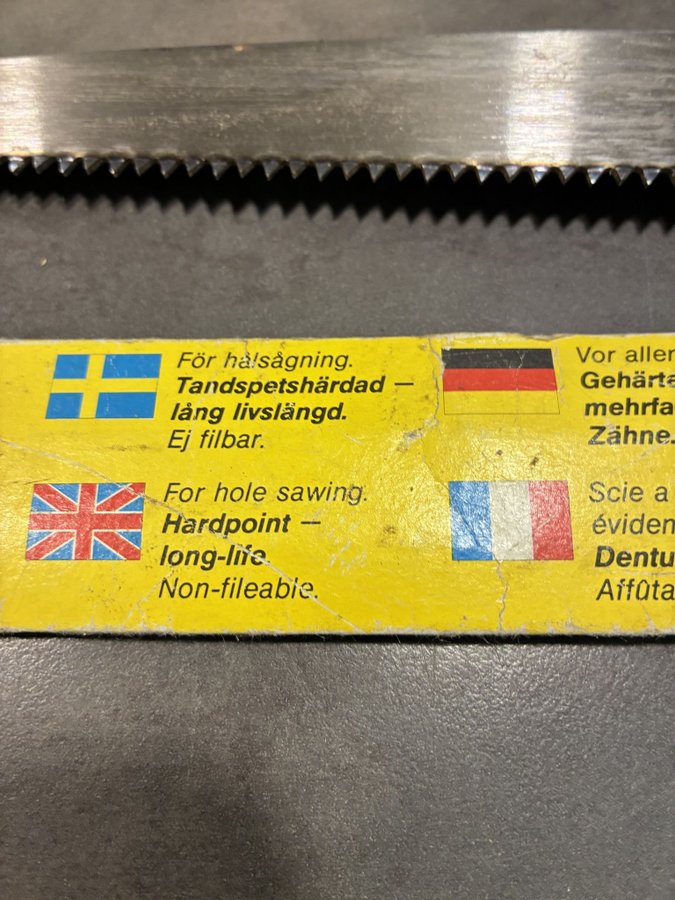 För hålsågning.
Tandspetshärdad —
lång livslängd.
Ej filbar.
For hole sawing.
Hardpoint —
long-life
Non-fileable.
Vor aller
Gehärte
mehrfa
Zähne.
Scie a
éviden
Dentu
Affûta